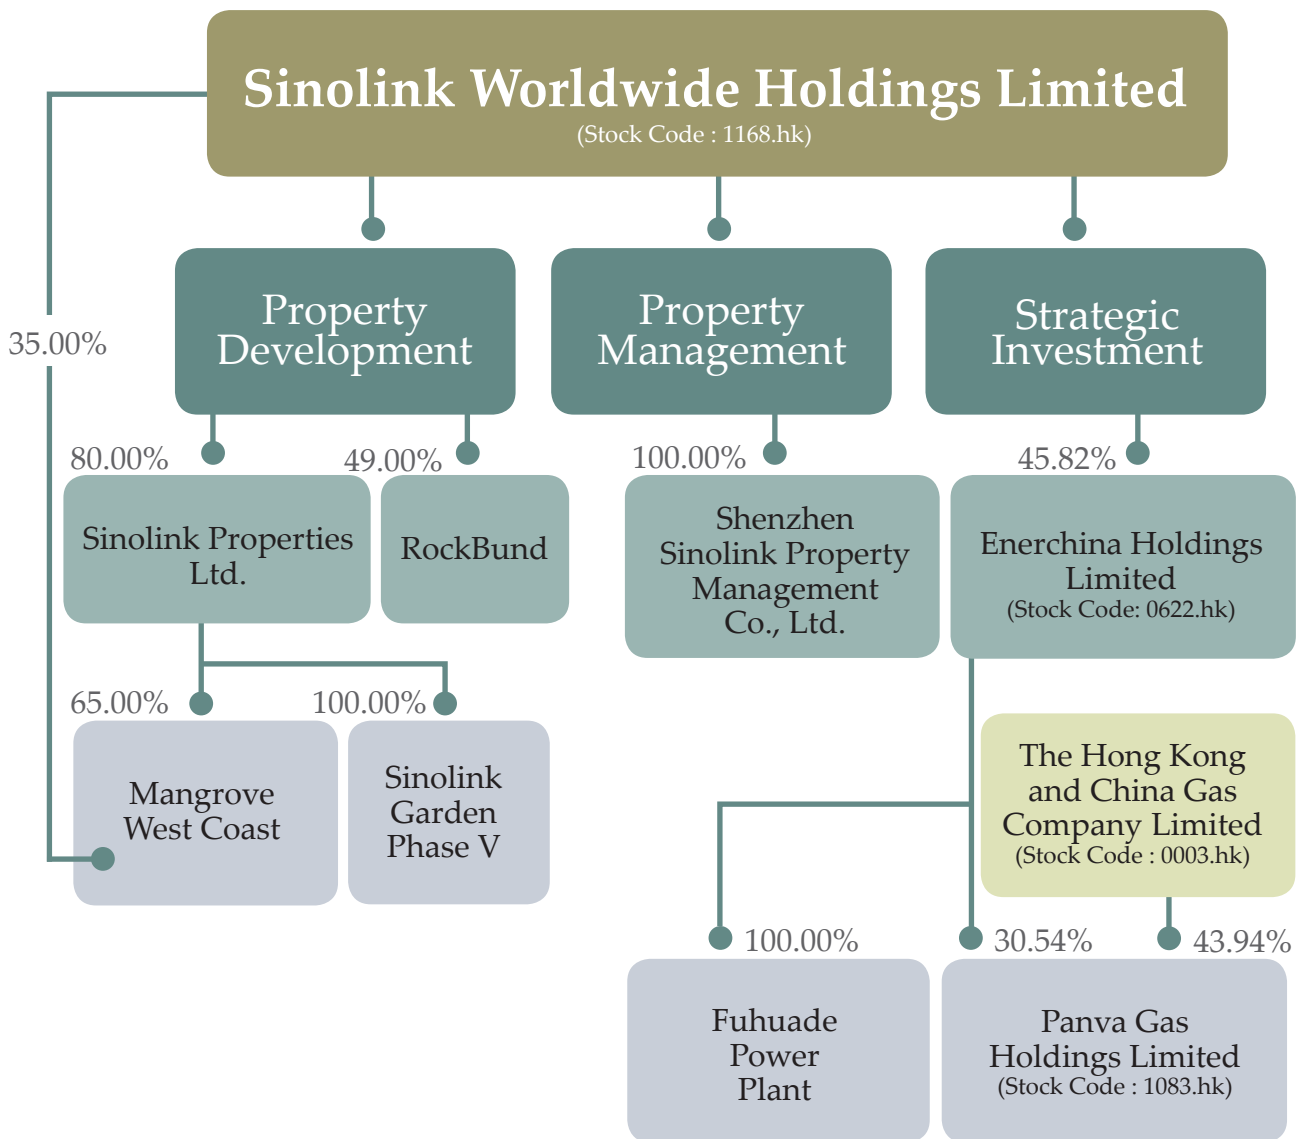 Sinolink Worldwide Holdings Limited
(Stock Code : 1168.hk)
35.00%
Property
Development
Property
Management
Strategic
Investment
80.00%
49.00%
100.00%
45.82%
Sinolink Properties
Ltd.
RockBund
Shenzhen
Sinolink Property
Management
Co., Ltd.
Enerchina Holdings
Limited
(Stock Code: 0622.hk)
65.00%
100.00%
Mangrove
West Coast
Sinolink
Garden
Phase V
The Hong Kong
and China Gas
Company Limited
(Stock Code : 0003.hk)
100.00%
30.54%
43.94%
Fuhuade
Power
Plant
Panva Gas
Holdings Limited
(Stock Code : 1083.hk)